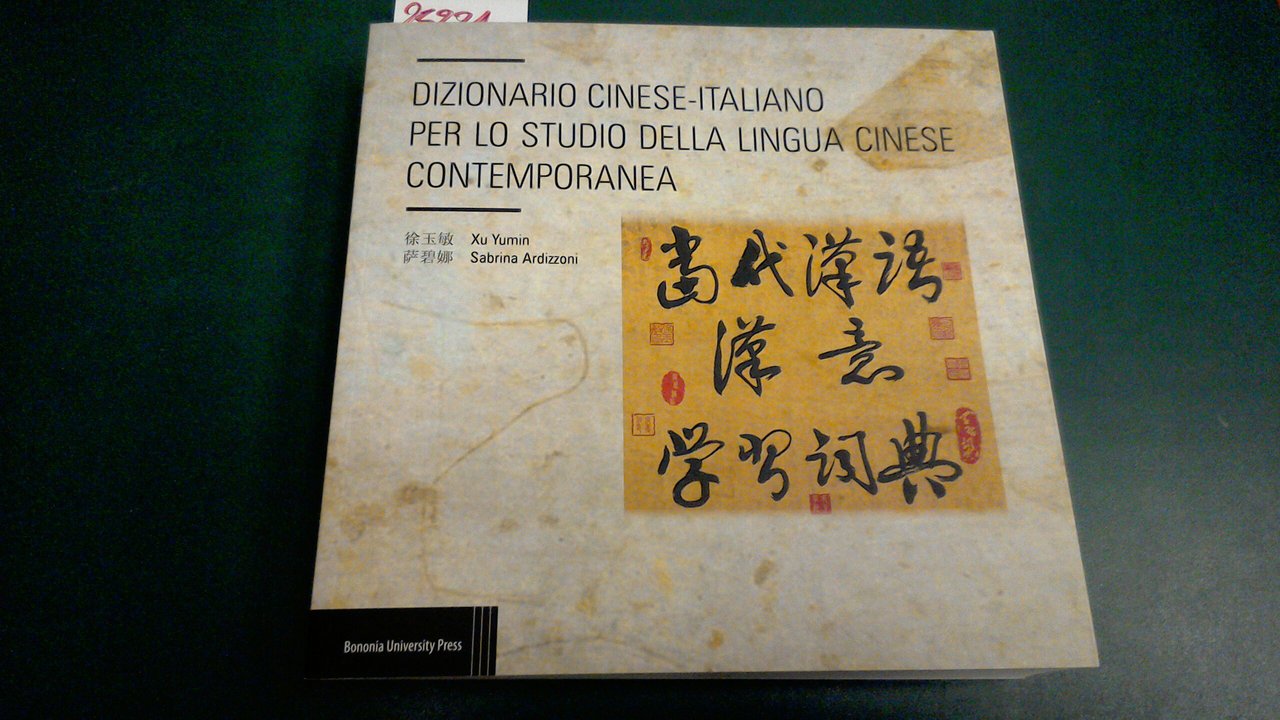 DIZIONARIO CINESE-ITALIANO
PER LO STUDIO DELLA LINGUA CINESE
CONTEMPORANEA
徐玉敏 Xu Yumin
萨碧娜 Sabrina Ardizzoni
當代漢語
漢意
学習詞典
Bononia University Press